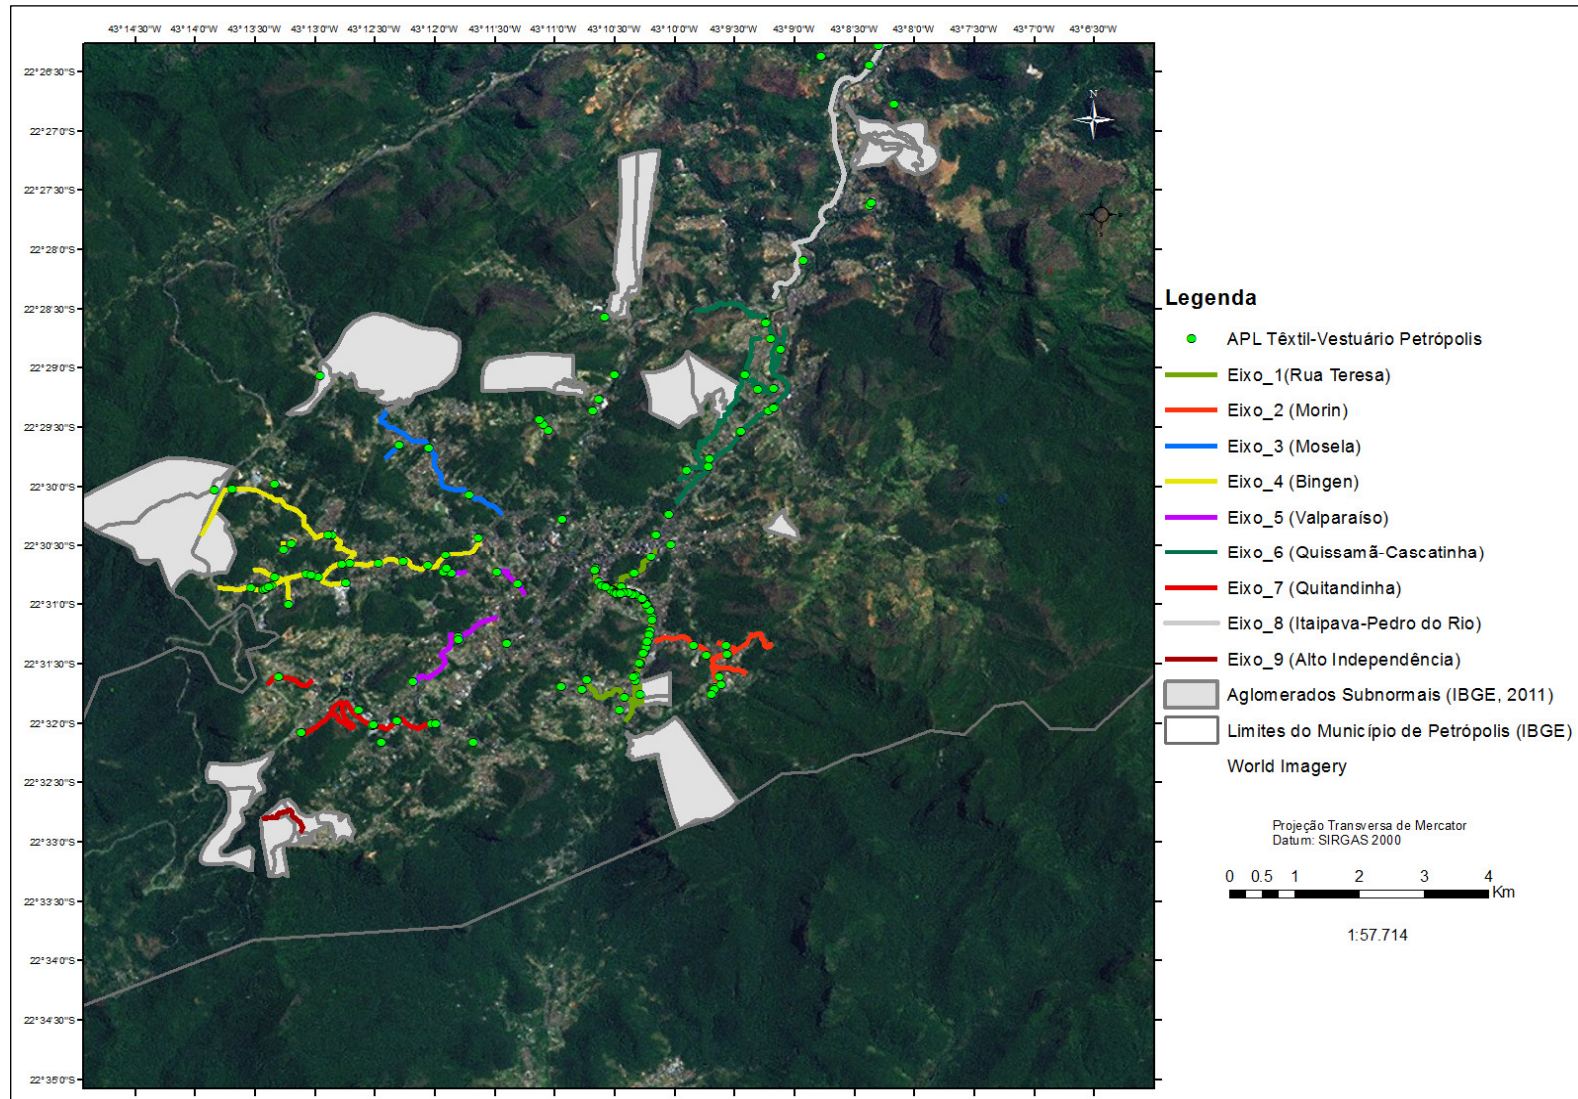 43°14'30"W 43°14'0"W 43°13'30"W 43°13'0"W 43°12'30"W 43°12'0"W 43°11'30"W 43°11'0"W 43°10'30"W 43°10'0"W 43°9'30"W 43°9'0"W 43°8'30"W 43°8'0"W 43°7'30"W 43°7'0"W 43°6'30"W
22°26'30"S
22°27'0"S
22°27'30"S
22°28'0"S
22°28'30"S
22°29'0"S
22°29'30"S
22°30'0"S
22°30'30"S
22°31'0"S
22°31'30"S
22°32'0"S
22°32'30"S
22°33'0"S
22°33'30"S
22°34'0"S
22°34'30"S
22°35'0"S
N
Legenda
APL Têxtil-Vestuário Petrópolis
Eixo_1(Rua Teresa)
Eixo_2 (Morin)
Eixo_3 (Mosela)
Eixo_4 (Bingen)
Eixo_5 (Valparaíso)
Eixo_6 (Quissamã-Cascatinha)
Eixo_7 (Quitandinha)
Eixo_8 (Itaipava-Pedro do Rio)
Eixo_9 (Alto Independência)
Aglomerados Subnormais (IBGE, 2011)
Limites do Município de Petrópolis (IBGE)
World Imagery
Projeção Transversa de Mercator
Datum: SIRGAS 2000
0 0.5 1 2 3 4
Km
1:57.714